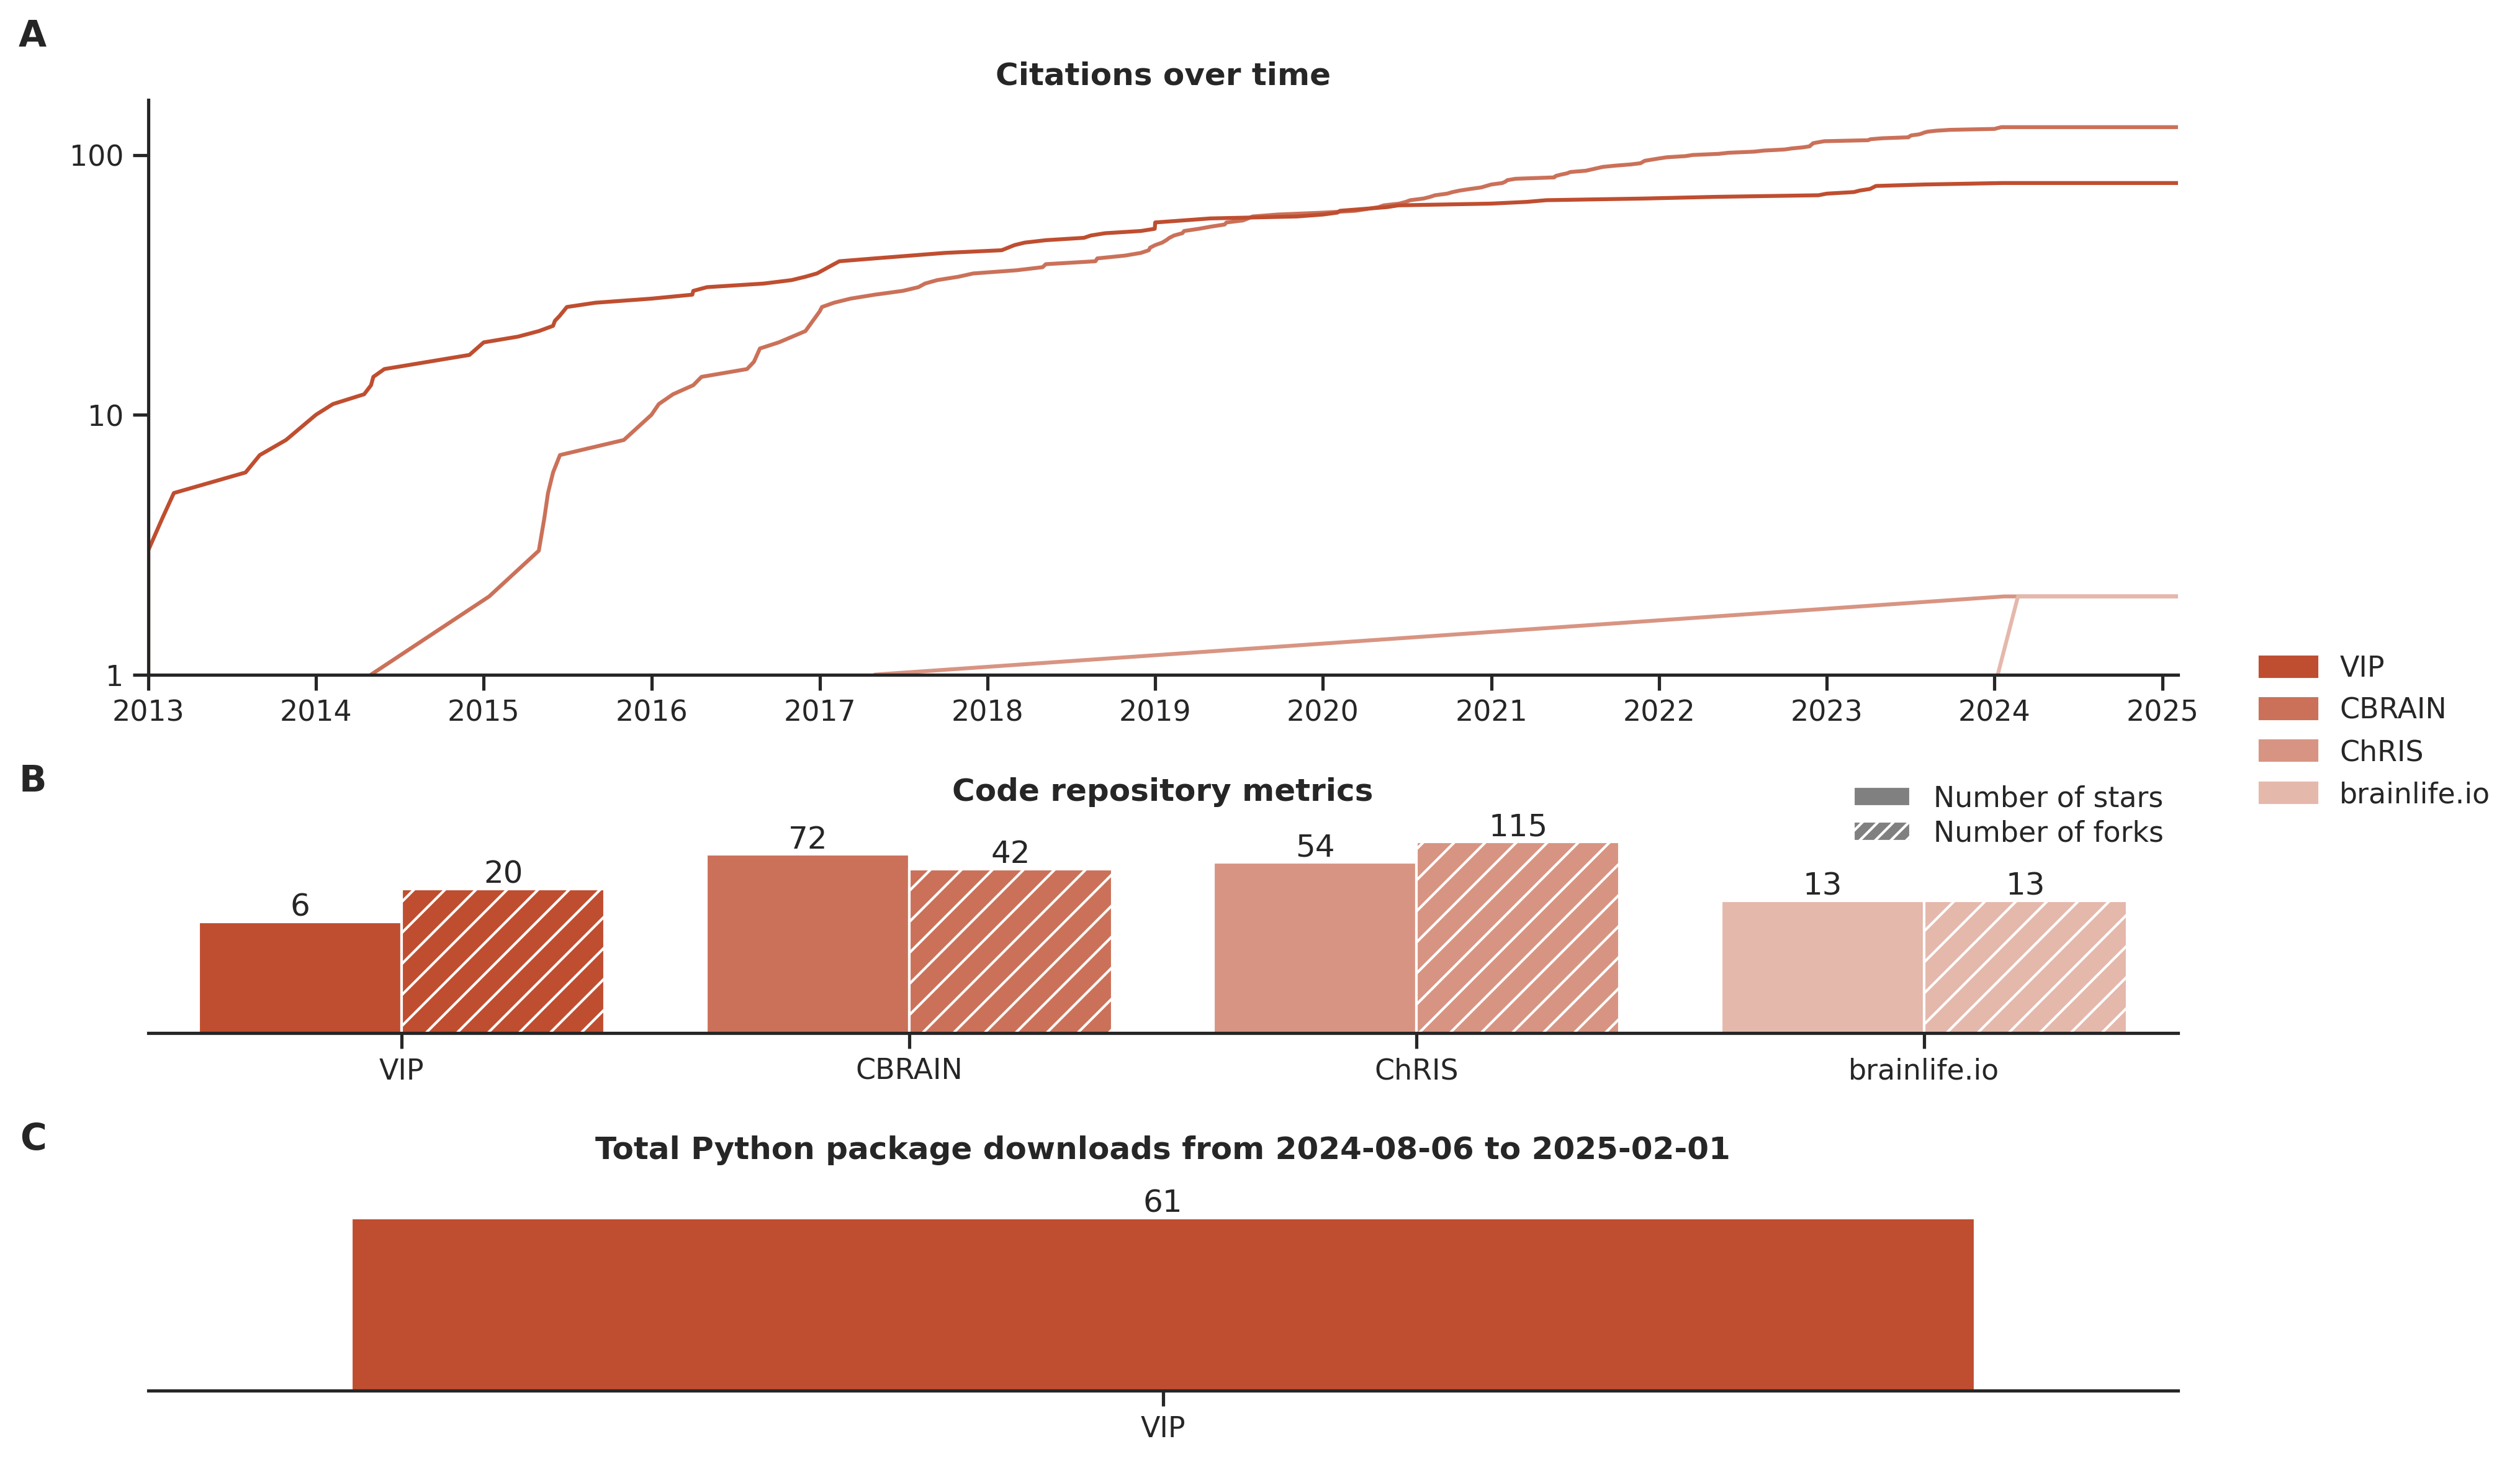 A
Citations over time
100
10
1
2013 2014 2015 2016 2017 2018 2019 2020 2021 2022 2023 2024 2025
VIP
CBRAIN
ChRIS
brainlife.io
B
Code repository metrics
Number of stars
Number of forks
6 20 72 42 54 115 13 13
VIP CBRAIN ChRIS brainlife.io
C
Total Python package downloads from 2024-08-06 to 2025-02-01
61
VIP